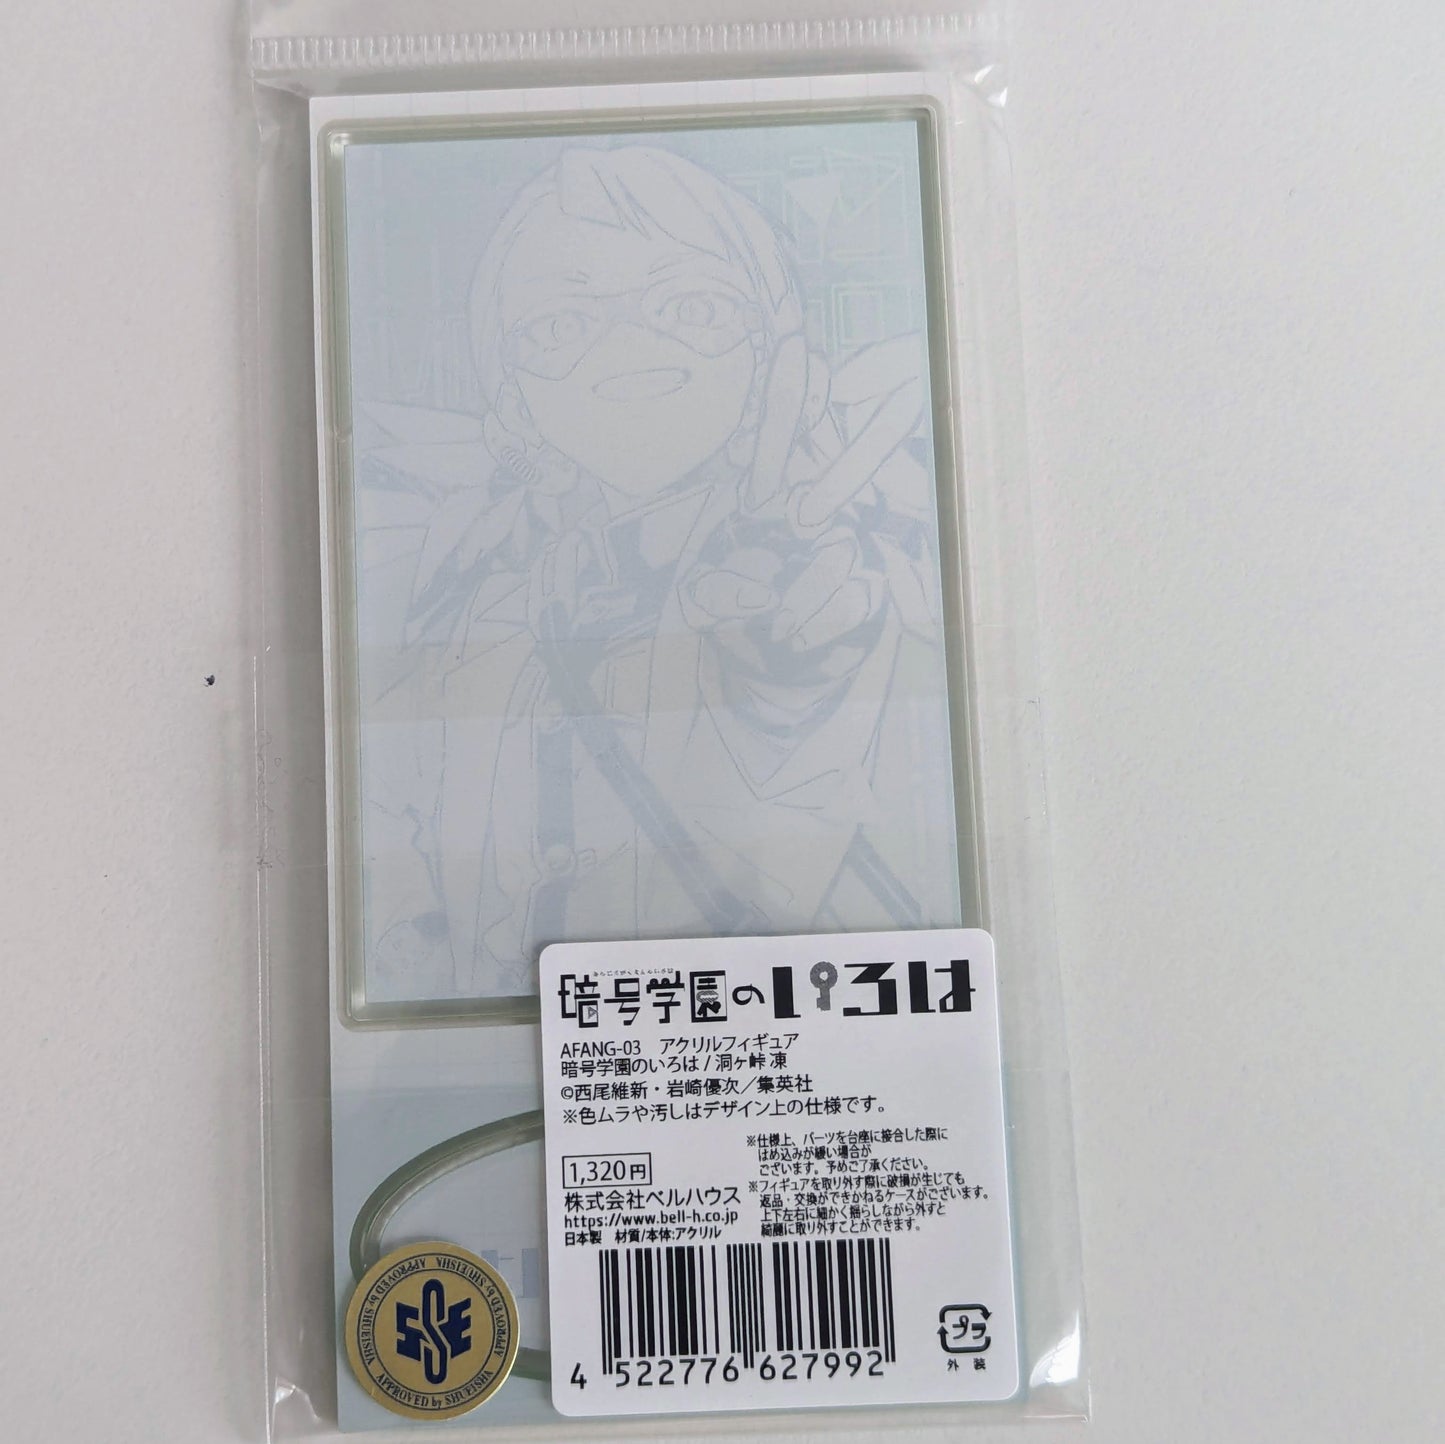 暗号学園のいろは
AFANG-03 アクリルフィギュア
暗号学園のいろは / 洞ヶ峠 凍
©西尾維新・岩崎優次／集英社
※色ムラや汚しはデザイン上の仕様です。
1,320円
株式会社ベルハウス
https://www.bell-h.co.jp
日本製 材質/本体:アクリル
※仕様上、パーツを台座に接合した際に
はめ込みが緩い場合が
ございます。予めご了承ください。
※フィギュアを取り外す際に破損が生じても
返品・交換ができかねるケースがございます。
上下左右に細かく揺らしながら外すと
綺麗に取り外すことができます。
4 522776 627992
プラ
外装
SSE
APPROVED by SHUEISHA
APPROVED by SHUEISHA
APPROVED by SHUEISHA